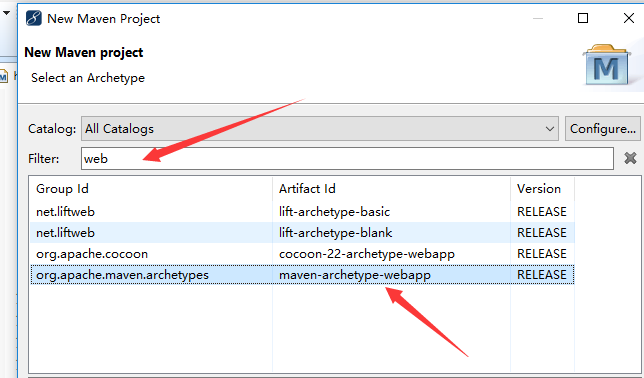 New Maven Project
New Maven project
Select an Archetype
M
Catalog: All Catalogs Configure...
Filter: web
Group Id Artifact Id Version
net.liftweb lift-archetype-basic RELEASE
net.liftweb lift-archetype-blank RELEASE
org.apache.cocoon cocoon-22-archetype-webapp RELEASE
org.apache.maven.archetypes maven-archetype-webapp RELEASE